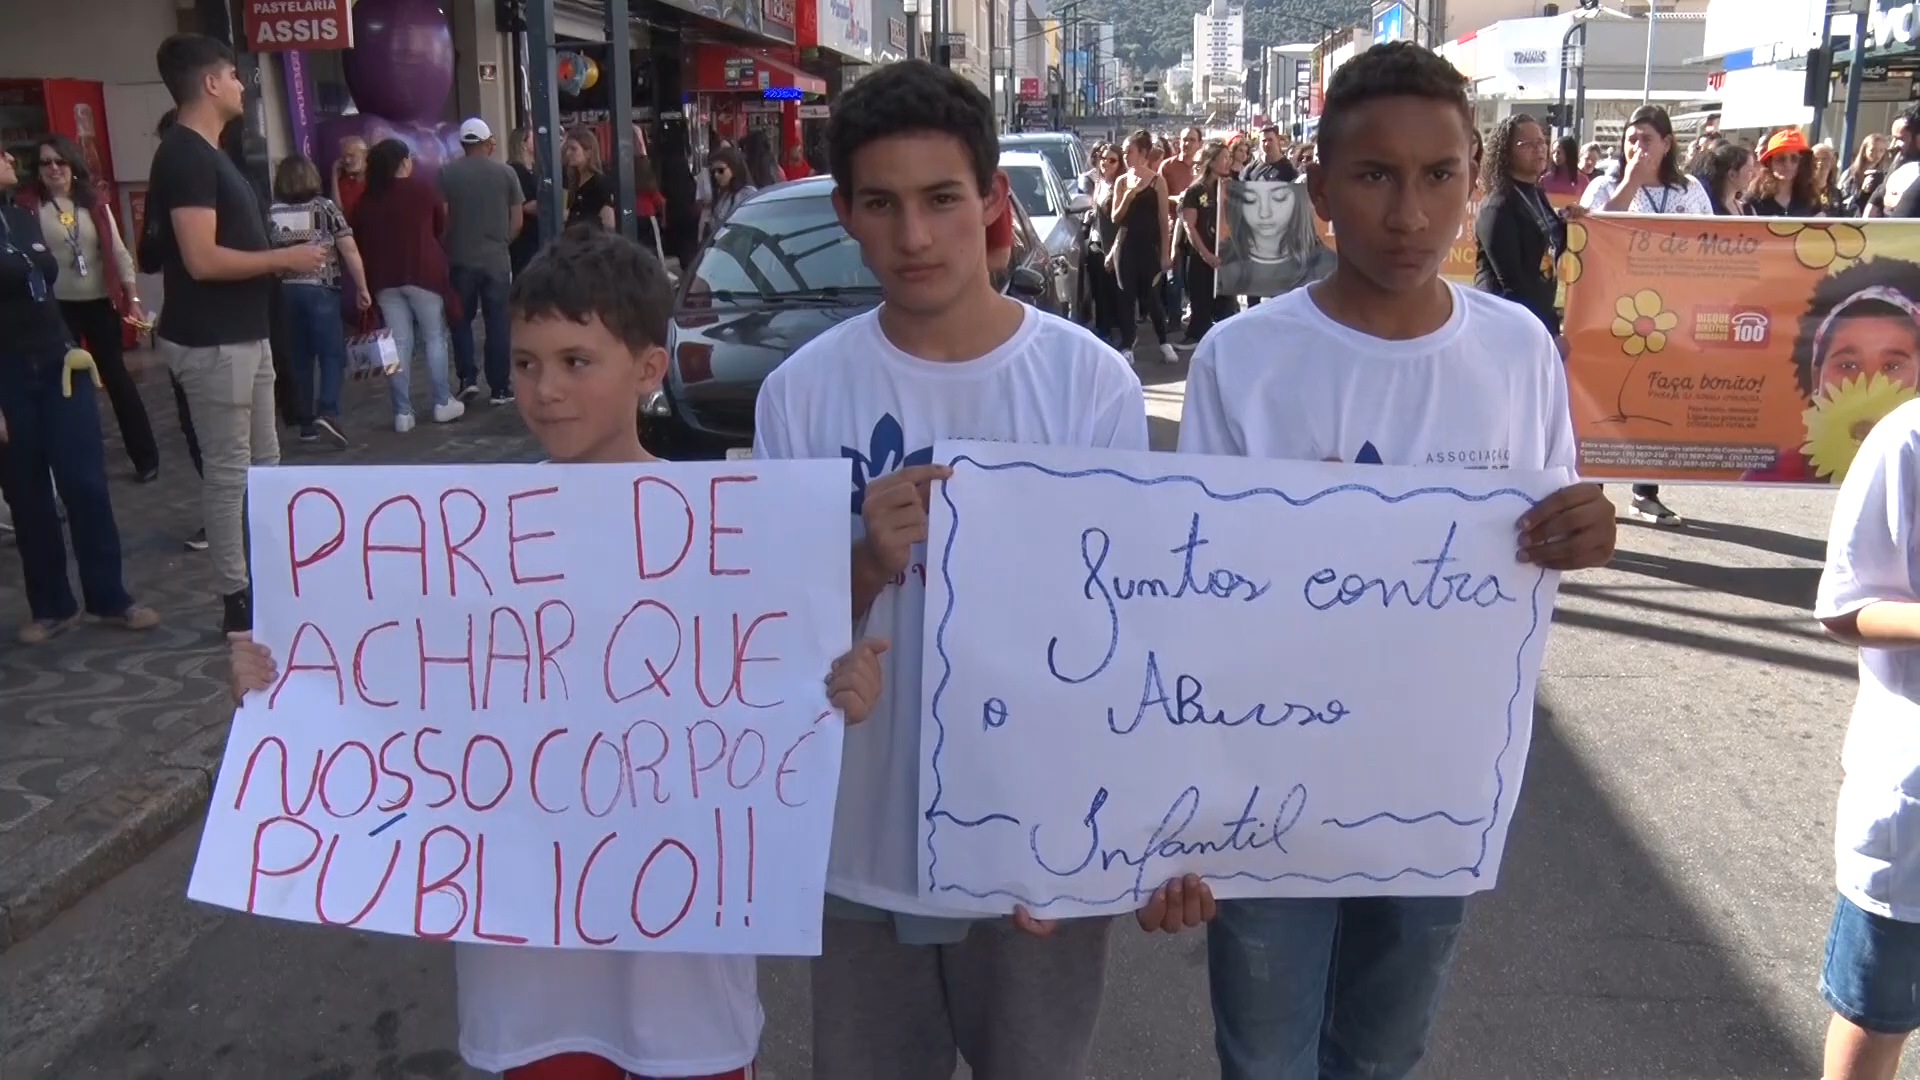 PASTELARIA
ASSIS
TENNIS
18 de Maio
DISQUE
DIREITOS
HUMANOS
100
Faça bonito!
ASSOCIAÇÃO
PARE DE
ACHAR QUE
NOSSO CORPO É
PÚBLICO!!
Juntos contra
o Abuso
Infantil